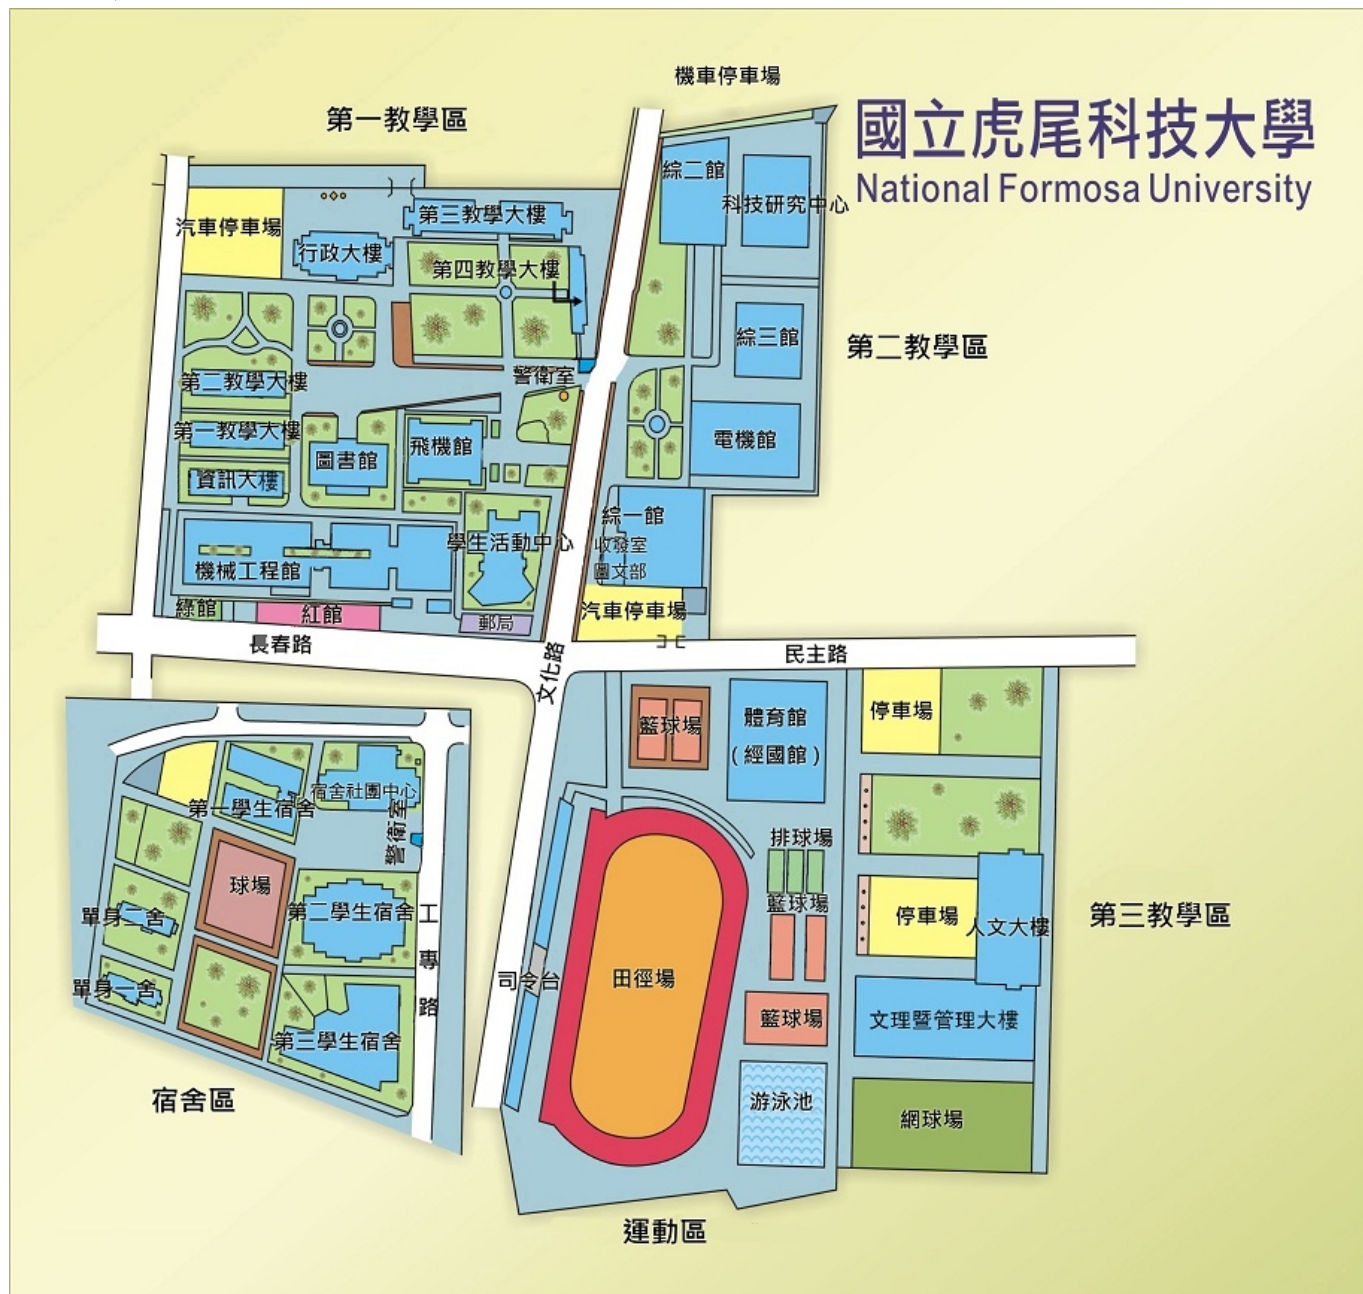 機車停車場
第一教學區
國立虎尾科技大學
National Formosa University
綜二館
科技研究中心
第三教學大樓
汽車停車場
行政大樓
第四教學大樓
綜三館
第二教學區
警衛室
第二教學大樓
第一教學大樓
飛機館
電機館
圖書館
資訊大樓
綜一館
學生活動中心
收發室
圖文部
機械工程館
綠館
紅館
郵局
汽車停車場
長春路
文化路
民主路
籃球場
體育館
(經國館)
停車場
宿舍社團中心
第一學生宿舍
警衛室
排球場
球場
籃球場
第二學生宿舍
單身二舍
工專路
停車場
人文大樓
第三教學區
單身一舍
司令台
田徑場
籃球場
文理暨管理大樓
第三學生宿舍
宿舍區
游泳池
網球場
運動區